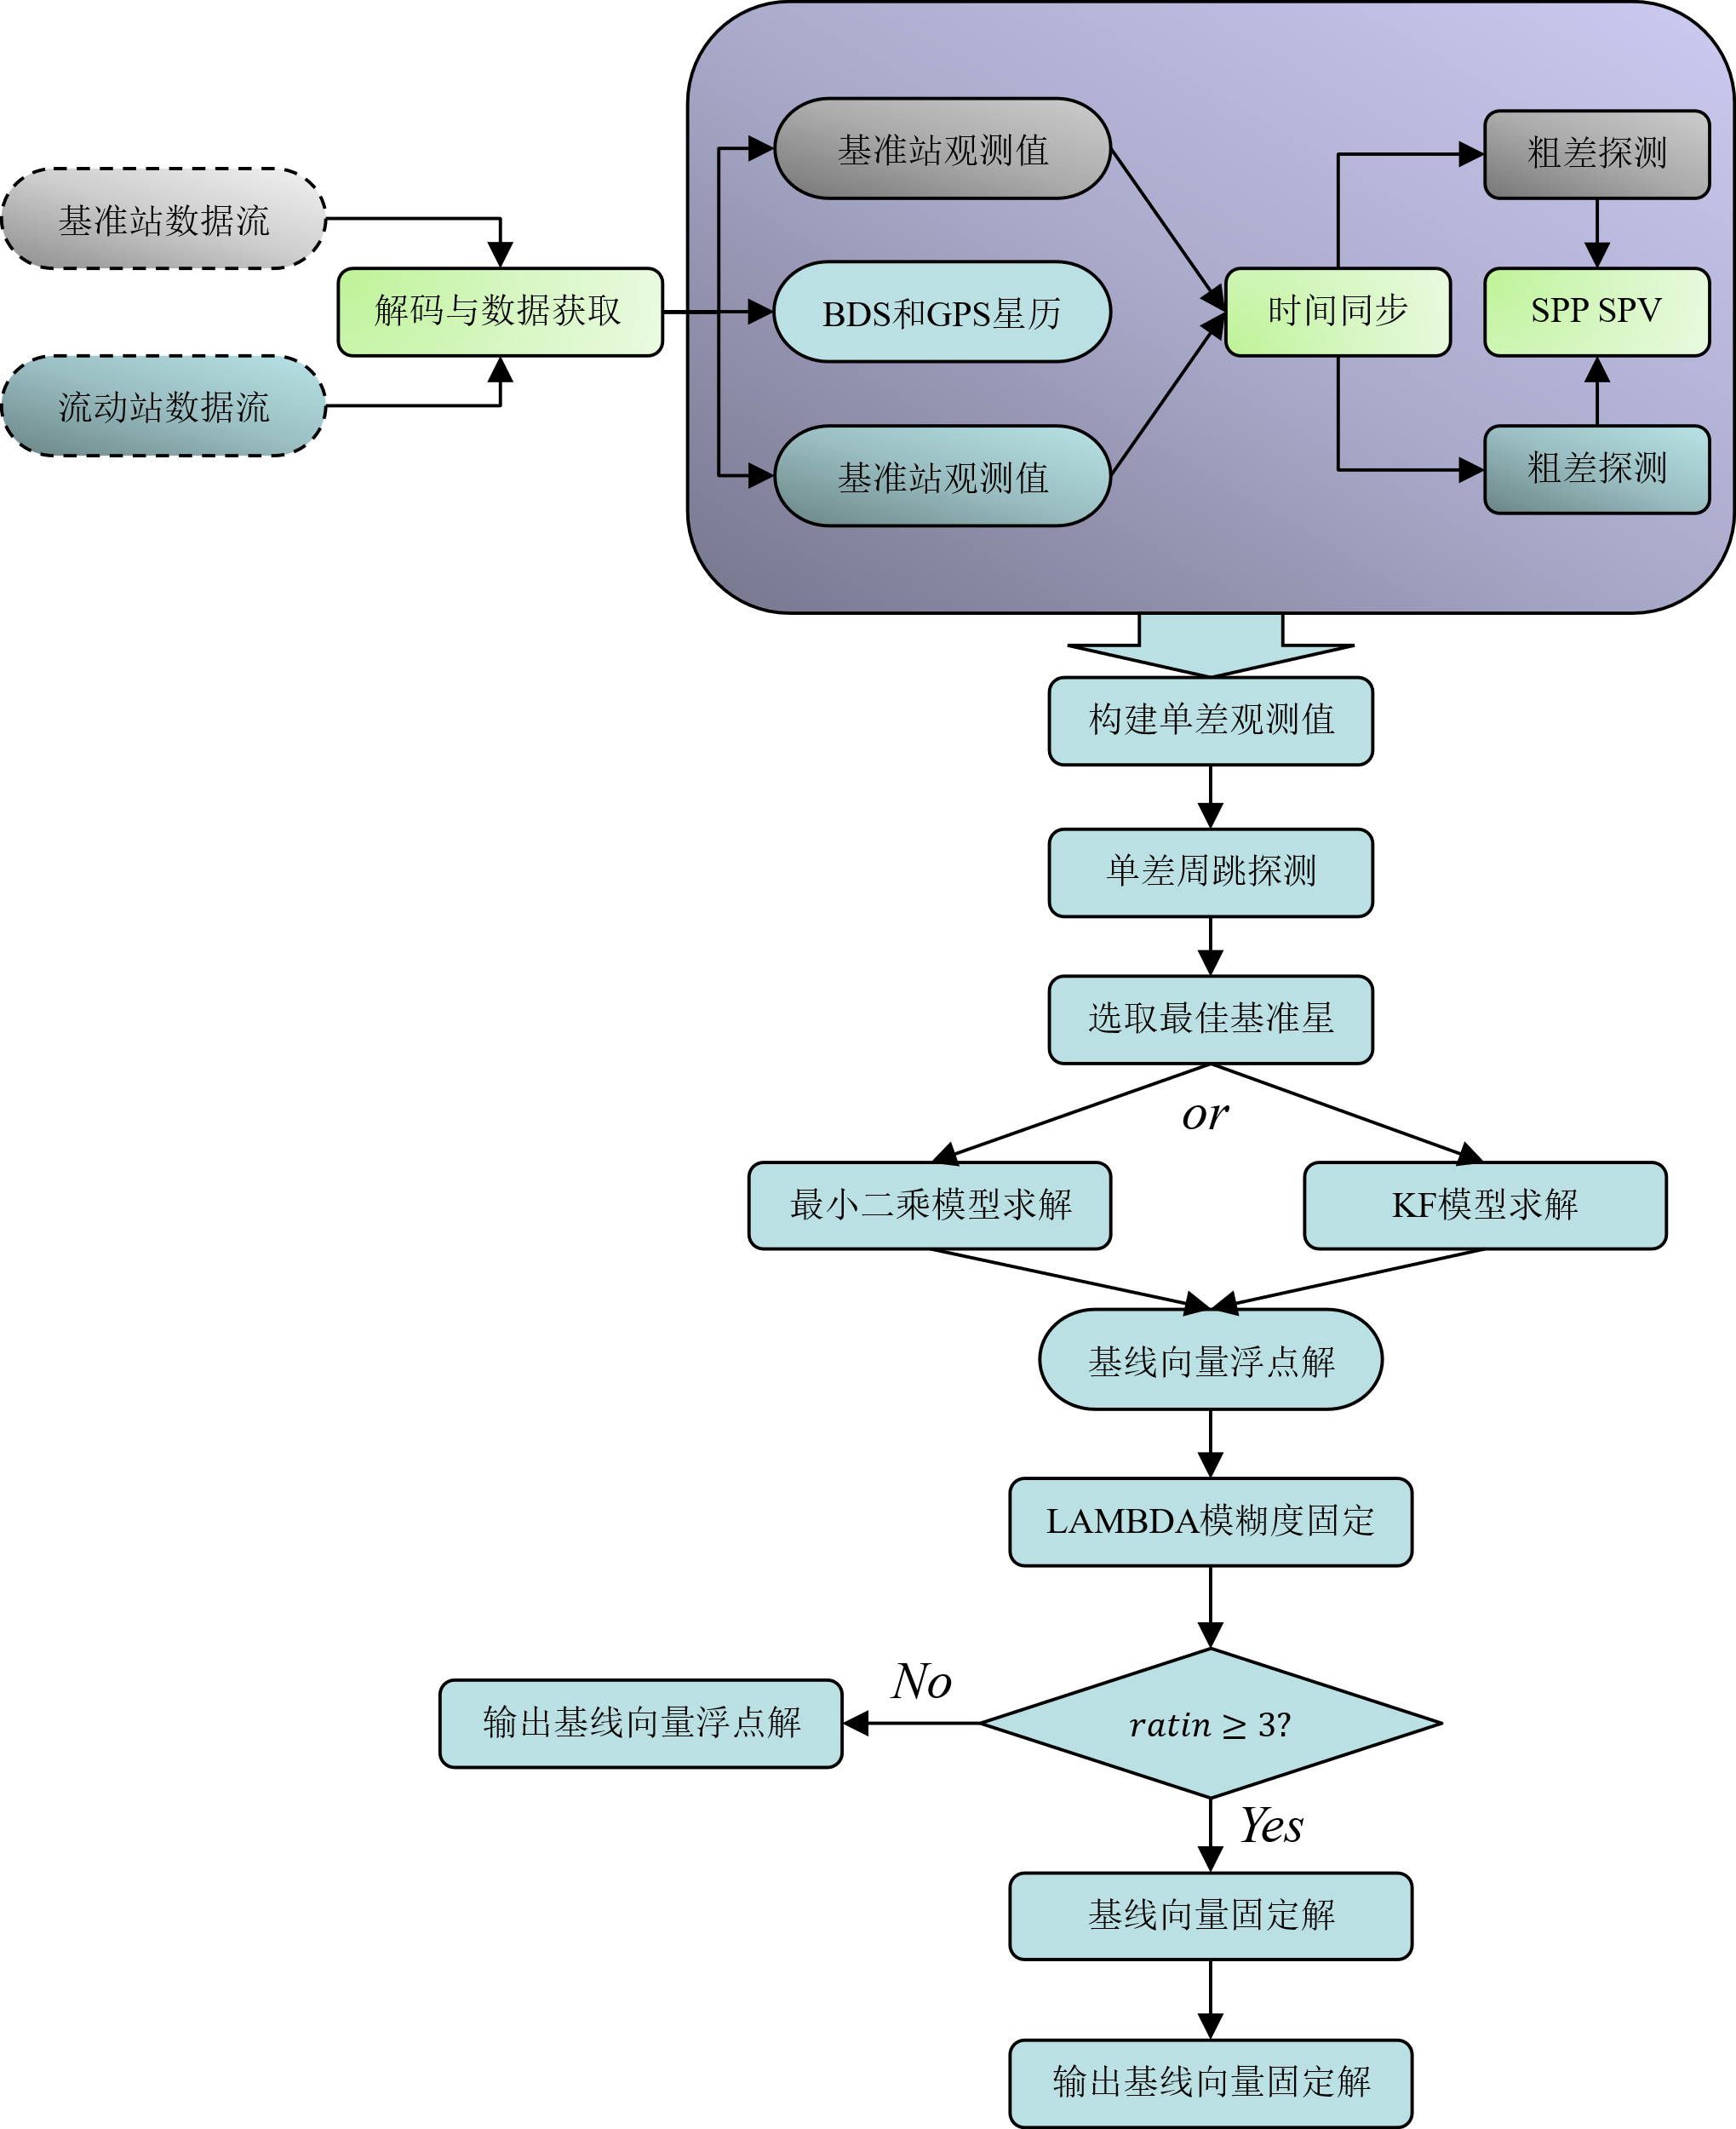 基准站数据流
流动站数据流
解码与数据获取
基准站观测值
BDS和GPS星历
基准站观测值
时间同步
粗差探测
SPP SPV
粗差探测
构建单差观测值
单差周跳探测
选取最佳基准星
or
最小二乘模型求解
KF模型求解
基线向量浮点解
LAMBDA模糊度固定
ratin ≥ 3?
No
输出基线向量浮点解
Yes
基线向量固定解
输出基线向量固定解